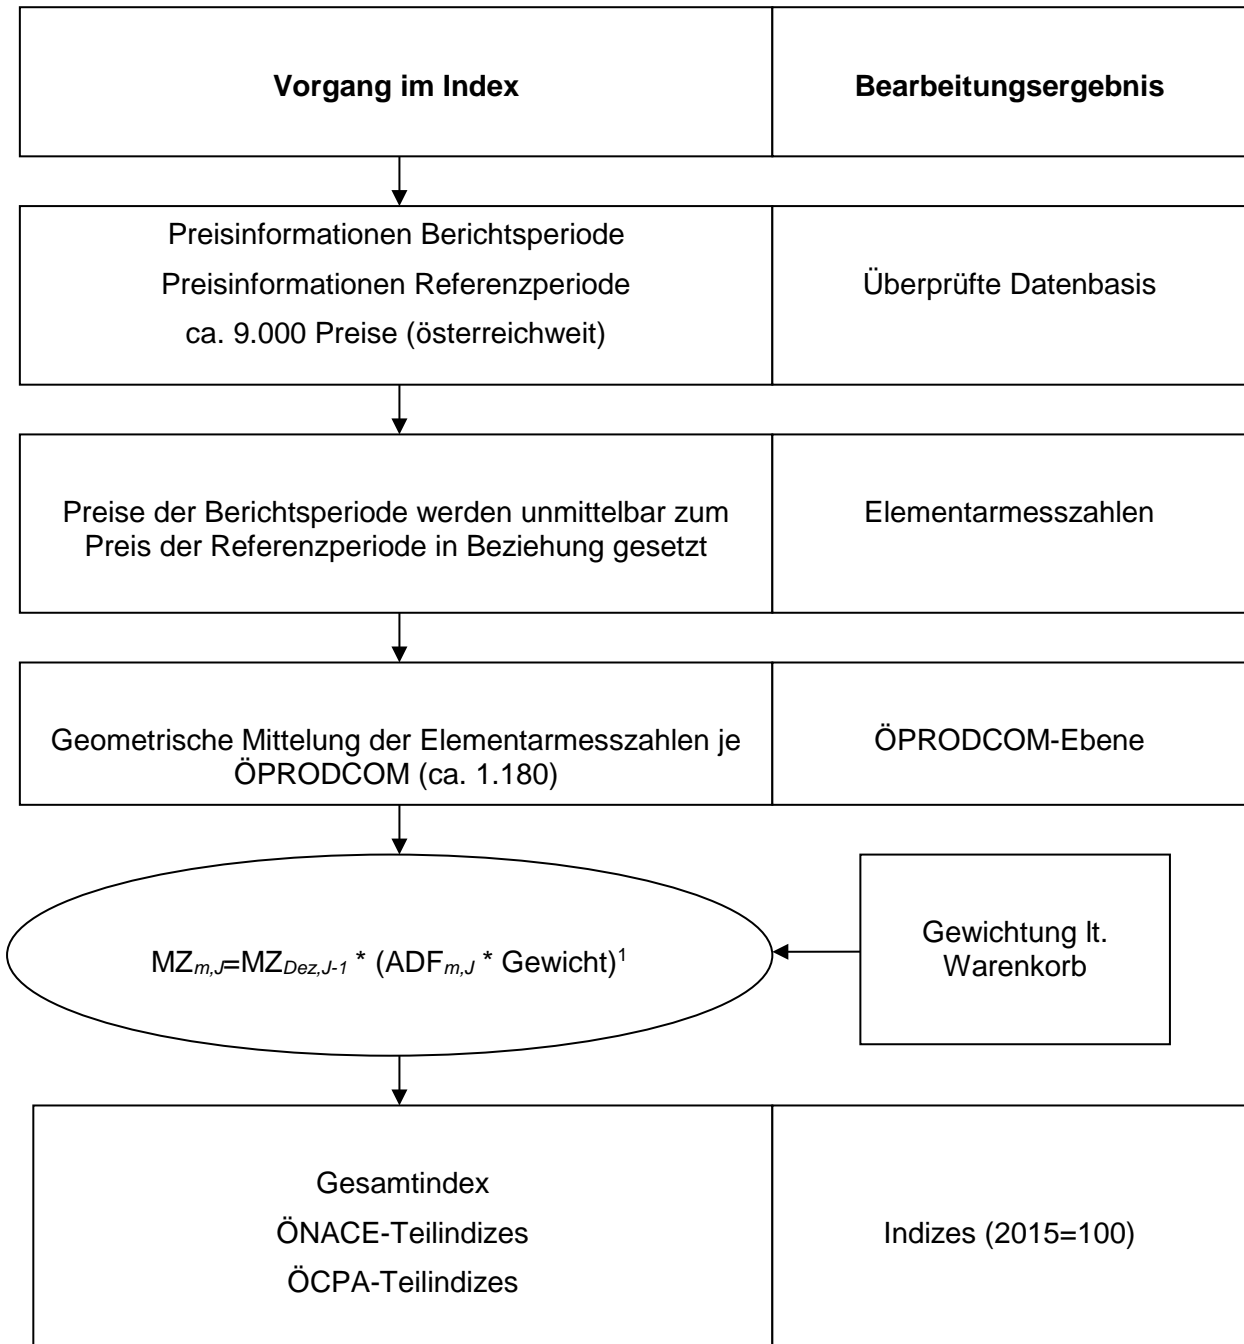 Vorgang im Index
Bearbeitungsergebnis
Preisinformationen Berichtsperiode
Preisinformationen Referenzperiode
ca. 9.000 Preise (österreichweit)
Überprüfte Datenbasis
Preise der Berichtsperiode werden unmittelbar zum
Preis der Referenzperiode in Beziehung gesetzt
Elementarmesszahlen
Geometrische Mittelung der Elementarmesszahlen je
ÖPRODCOM (ca. 1.180)
ÖPRODCOM-Ebene
MZm,J=MZDez,J-1 * (ADFm,J * Gewicht)¹
Gewichtung lt.
Warenkorb
Gesamtindex
ÖNACE-Teilindizes
ÖCPA-Teilindizes
Indizes (2015=100)